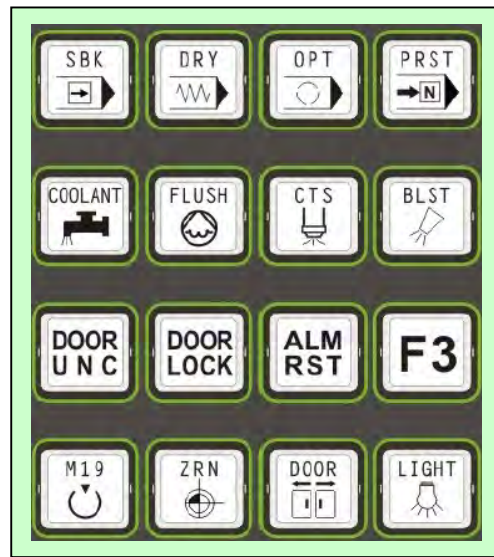 SBK DRY OPT PRST
N
COOLANT FLUSH CTS BLST
DOOR DOOR ALM F3
UNC LOCK RST
M19 ZRN DOOR LIGHT